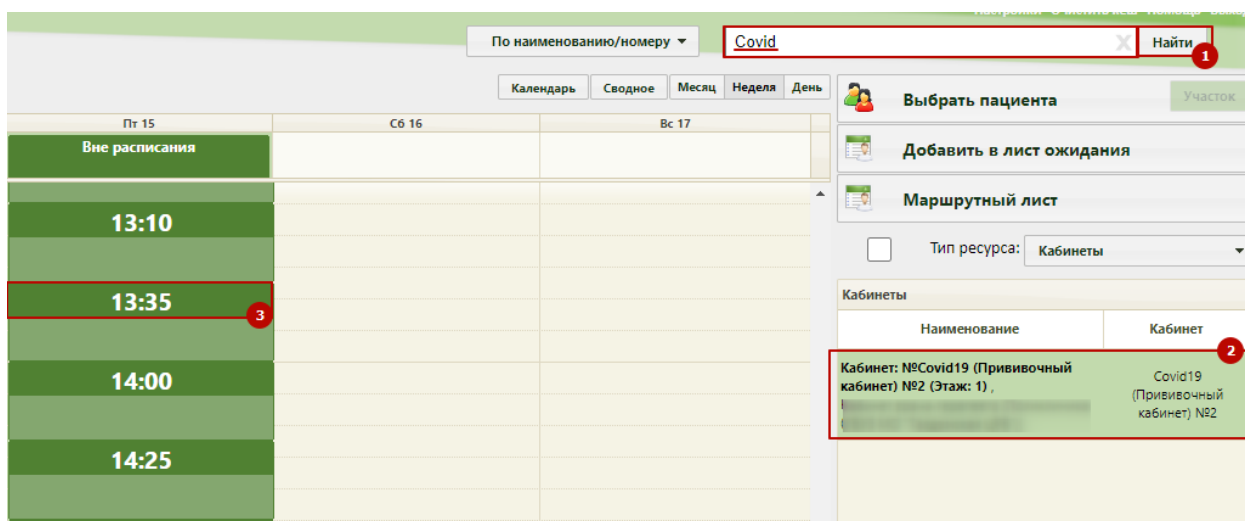 По наименованию/номеру
Covid
X
Найти
1
Календарь
Сводное
Месяц
Неделя
День
Выбрать пациента
Участок
Пт 15
Сб 16
Вс 17
Вне расписания
Добавить в лист ожидания
Маршрутный лист
13:10
Тип ресурса:
Кабинеты
13:35
3
Кабинеты
Наименование
Кабинет
2
14:00
Кабинет: №Covid19 (Прививочный
кабинет) №2 (Этаж: 1) ,
Covid19
(Прививочный
кабинет) №2
14:25